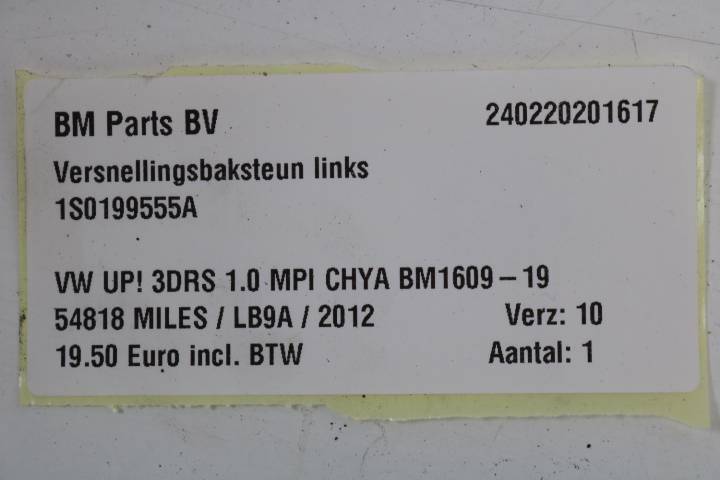 BM Parts BV 240220201617
Versnellingsbaksteun links
1S0199555A
VW UP! 3DRS 1.0 MPI CHYA BM1609 – 19
54818 MILES / LB9A / 2012 Verz: 10
19.50 Euro incl. BTW Aantal: 1